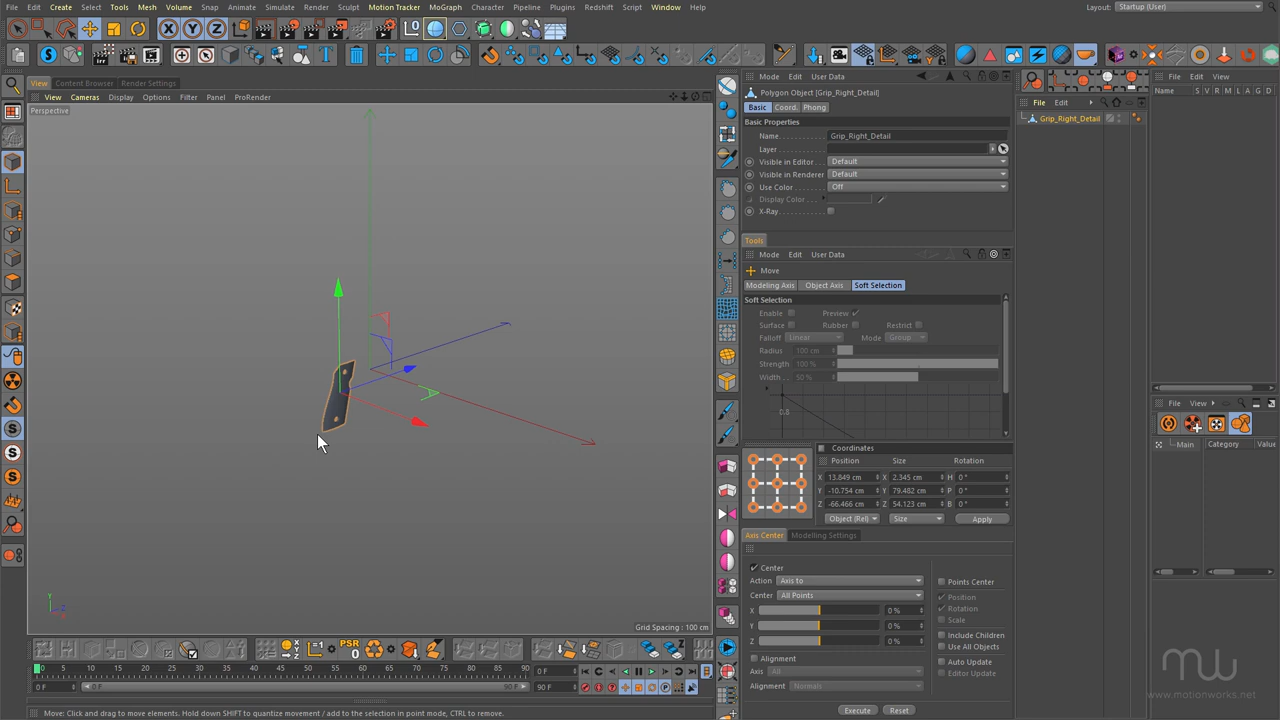 File Edit Create Select Tools Mesh Volume Snap Animate Simulate Render Sculpt Motion Tracker MoGraph Character Pipeline Plugins Redshift Script Window Help Layout: Startup (User)
X Y Z
View Content Browser Render Settings
View Cameras Display Options Filter Panel ProRender
Perspective
Grid Spacing : 100 cm
Y
Z
PSR
0
0 5 10 15 20 25 30 35 40 45 50 55 60 65 70 75 80 85 90 0 F
0 F 0 F 90 F 90 F
Move: Click and drag to move elements. Hold down SHIFT to quantize movement / add to the selection in point mode, CTRL to remove.
Mode Edit User Data
Polygon Object [Grip_Right_Detail]
Basic Coord. Phong
Basic Properties
Name Grip_Right_Detail
Layer
Visible in Editor Default
Visible in Renderer Default
Use Color Off
Display Color
X-Ray
Tools
Mode Edit User Data
Move
Modeling Axis Object Axis Soft Selection
Soft Selection
Enable Preview
Surface Rubber Restrict
Falloff Linear Mode Group
Radius 100 cm
Strength 100 %
Width 50 %
0.8
Coordinates
Position Size Rotation
X 13.849 cm X 2.345 cm H 0 °
Y -10.754 cm Y 79.482 cm P 0 °
Z -66.466 cm Z 54.123 cm B 0 °
Object (Rel) Size Apply
Axis Center Modelling Settings
Center
Action Axis to
Center All Points
X 0 %
Y 0 %
Z 0 %
Alignment
Axis All
Alignment Normals
Points Center
Position
Rotation
Scale
Include Children
Use All Objects
Auto Update
Editor Update
Execute Reset
File Edit
Grip_Right_Detail
File Edit View
Name S V R M L A G D
File View
Main Category Value
mw
www.motionworks.net